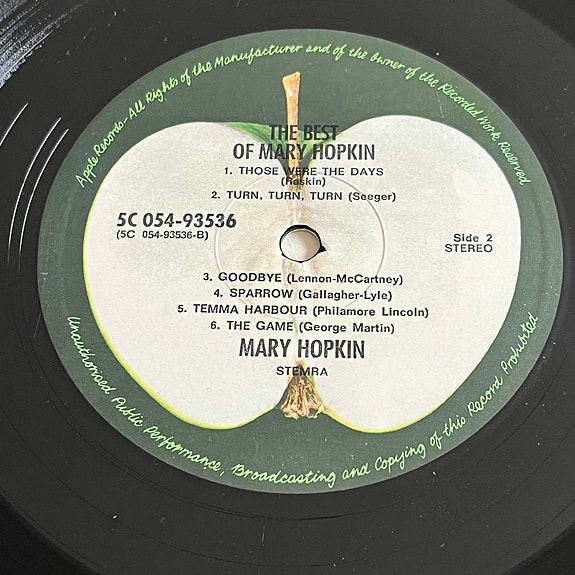 Apple Records-All Rights of the Manufacturer and of the Owner of the Recorded Work Reserved
THE BEST
OF MARY HOPKIN
1. THOSE WERE THE DAYS
(Raskin)
2. TURN, TURN, TURN (Seeger)
5C 054-93536
(5C 054-93536-B)
Side 2
STEREO
3. GOODBYE (Lennon-McCartney)
4. SPARROW (Gallagher-Lyle)
5. TEMMA HARBOUR (Philamore Lincoln)
6. THE GAME (George Martin)
MARY HOPKIN
STEMRA
Unauthorised Public Performance, Broadcasting and Copying of this Record Prohibited